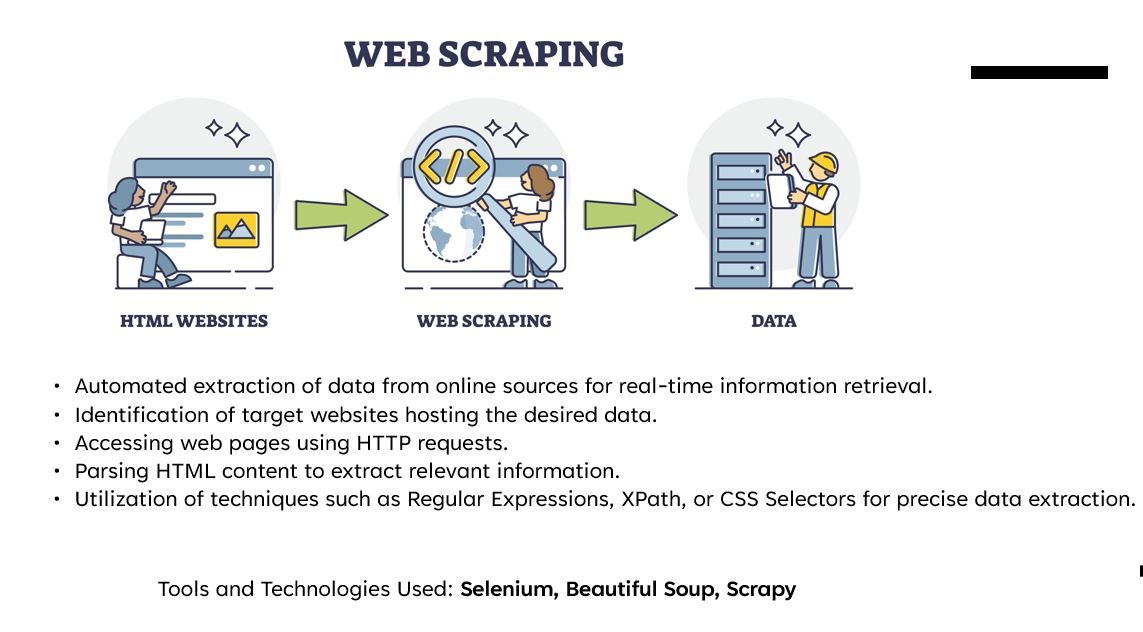 WEB SCRAPING
HTML WEBSITES
WEB SCRAPING
DATA
• Automated extraction of data from online sources for real-time information retrieval.
• Identification of target websites hosting the desired data.
• Accessing web pages using HTTP requests.
• Parsing HTML content to extract relevant information.
• Utilization of techniques such as Regular Expressions, XPath, or CSS Selectors for precise data extraction.
Tools and Technologies Used: Selenium, Beautiful Soup, Scrapy